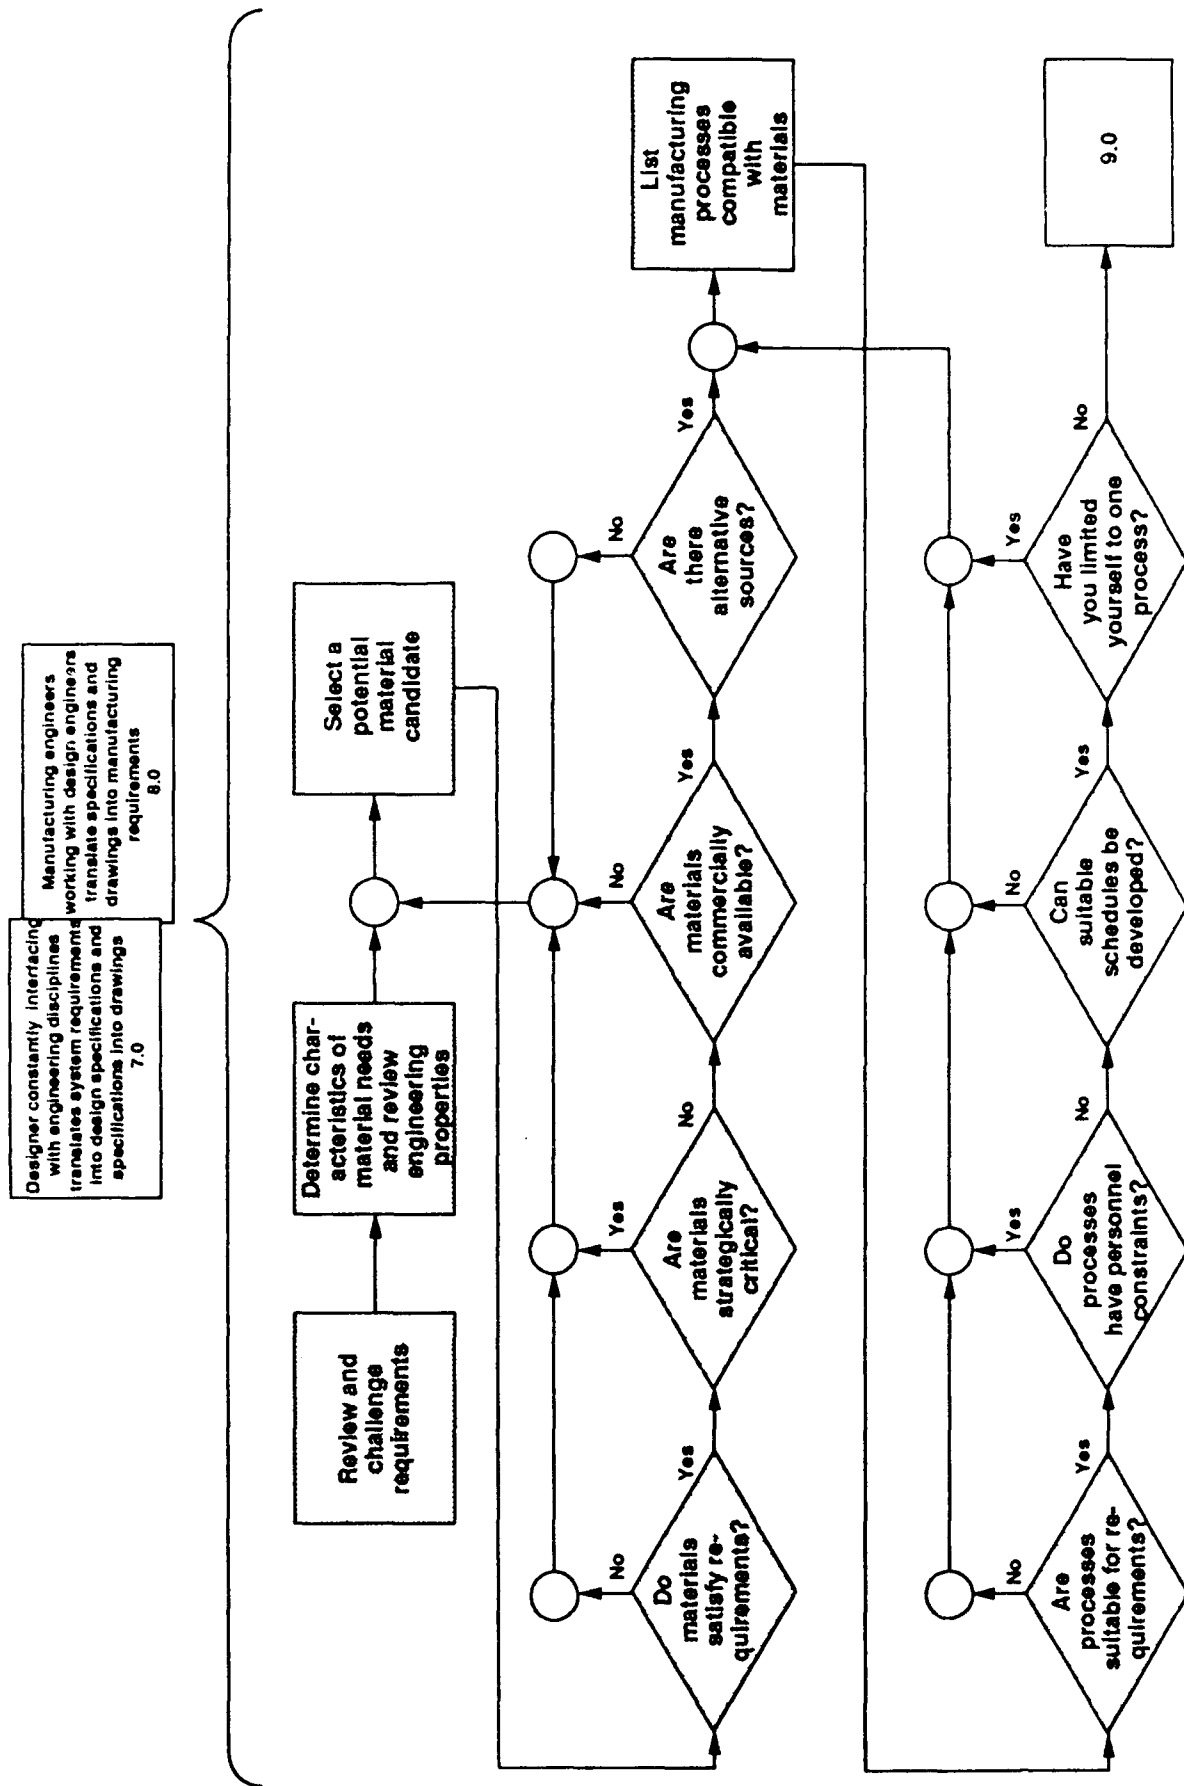 Designer constantly interfacing
with engineering disciplines
translates system requirements
into design specifications and
specifications into drawings
7.0
Manufacturing engineers
working with design engineers
translate specifications and
drawings into manufacturing
requirements
8.0
Review and
challenge
requirements
Determine char-
acteristics of
material needs
and review
engineering
properties
Select a
potential
material
candidate
Do
materials
satisfy re-
quirements?
No
Yes
Are
materials
strategically
critical?
Yes
No
Are
materials
commercially
available?
No
Yes
Are
there
alternative
sources?
No
Yes
List
manufacturing
processes
compatible
with
materials
Are
processes
suitable for re-
quirements?
No
Yes
Do
processes
have personnel
constraints?
Yes
No
Can
suitable
schedules be
developed?
No
Yes
Have
you limited
yourself to one
process?
Yes
No
9.0